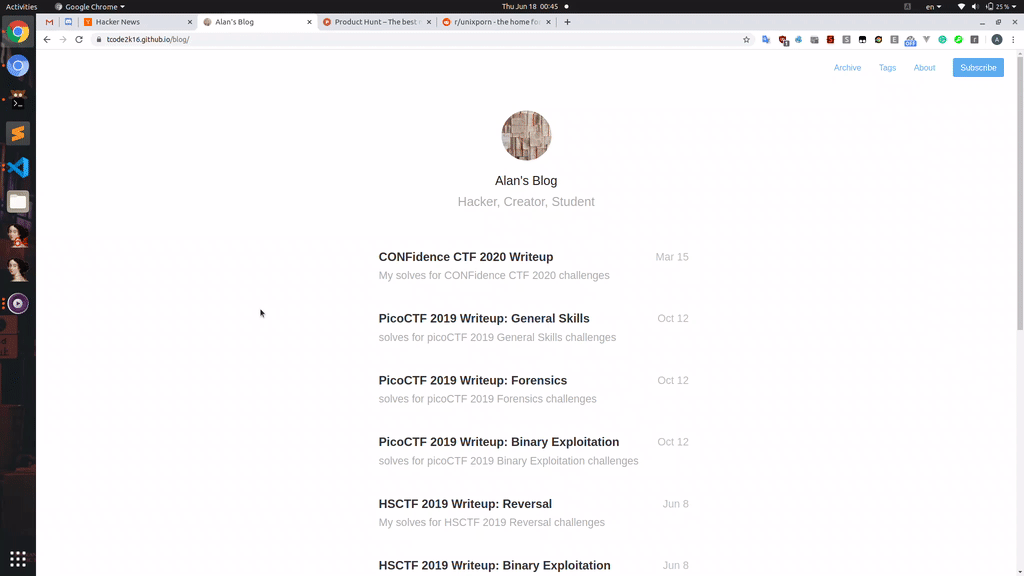 Activities Google Chrome Thu Jun 18 00:45 en 25 %
Hacker News Alan's Blog Product Hunt – The best r/unixporn - the home fo
tcode2k16.github.io/blog/
Archive Tags About Subscribe
Alan's Blog
Hacker, Creator, Student
CONFidence CTF 2020 Writeup Mar 15
My solves for CONFidence CTF 2020 challenges
PicoCTF 2019 Writeup: General Skills Oct 12
solves for picoCTF 2019 General Skills challenges
PicoCTF 2019 Writeup: Forensics Oct 12
solves for picoCTF 2019 Forensics challenges
PicoCTF 2019 Writeup: Binary Exploitation Oct 12
solves for picoCTF 2019 Binary Exploitation challenges
HSCTF 2019 Writeup: Reversal Jun 8
My solves for HSCTF 2019 Reversal challenges
HSCTF 2019 Writeup: Binary Exploitation Jun 8